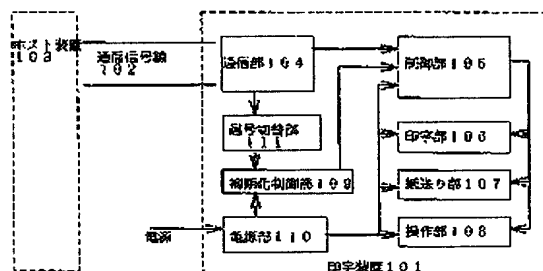 ホスト装置
103
通信信号線
102
通信部104
信号切替部
111
初期化制御部109
電源
電源部110
制御部105
印字部106
紙送り部107
操作部108
印字装置101